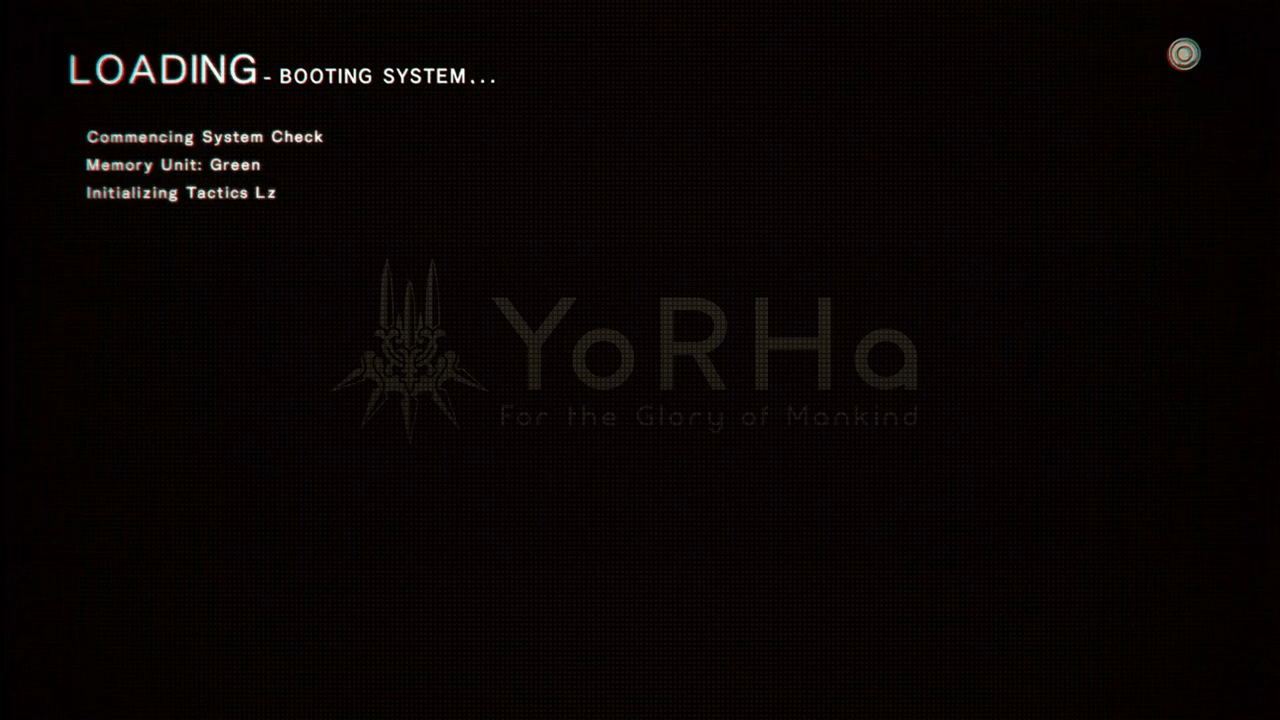 LOADING - BOOTING SYSTEM...
Commencing System Check
Memory Unit: Green
Initializing Tactics Lz
YoRHa
For the Glory of Mankind